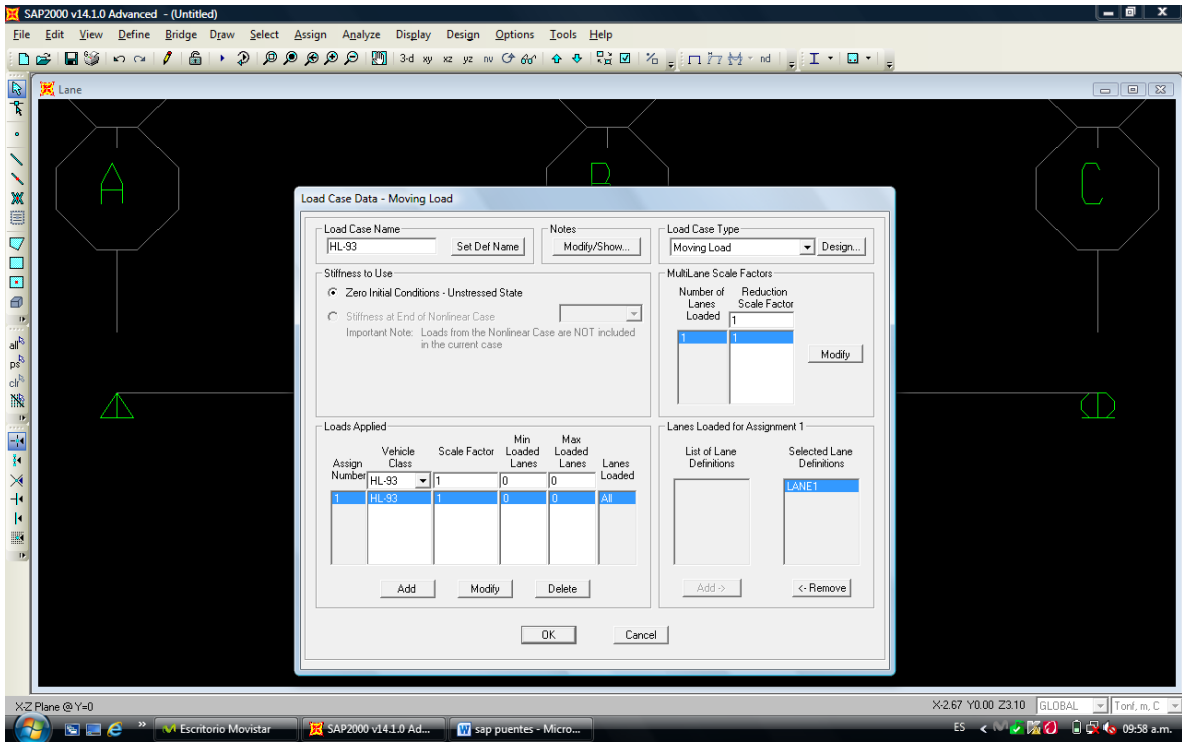 SAP2000 v14.1.0 Advanced - (Untitled)
File Edit View Define Bridge Draw Select Assign Analyze Display Design Options Tools Help
3-d xy xz yz nv nd
Lane
A B C
all
ps
clr
Load Case Data - Moving Load
Load Case Name
HL-93
Set Def Name
Notes
Modify/Show...
Load Case Type
Moving Load
Design...
Stiffness to Use
Zero Initial Conditions - Unstressed State
Stiffness at End of Nonlinear Case
Important Note: Loads from the Nonlinear Case are NOT included
in the current case
MultiLane Scale Factors
Number of
Lanes
Loaded
Reduction
Scale Factor
1
1 1
Modify
Loads Applied
Assign
Number
Vehicle
Class
Scale Factor
Min
Loaded
Lanes
Max
Loaded
Lanes
Lanes
Loaded
HL-93 1 0 0
1 HL-93 1 0 0 All
Add Modify Delete
Lanes Loaded for Assignment 1
List of Lane
Definitions
Selected Lane
Definitions
LANE1
Add ->
<- Remove
OK Cancel
X-Z Plane @ Y=0
X-2.67 Y0.00 Z3.10
GLOBAL
Tonf, m, C
Escritorio Movistar
SAP2000 v14.1.0 Ad...
sap puentes - Micro...
ES
09:58 a.m.